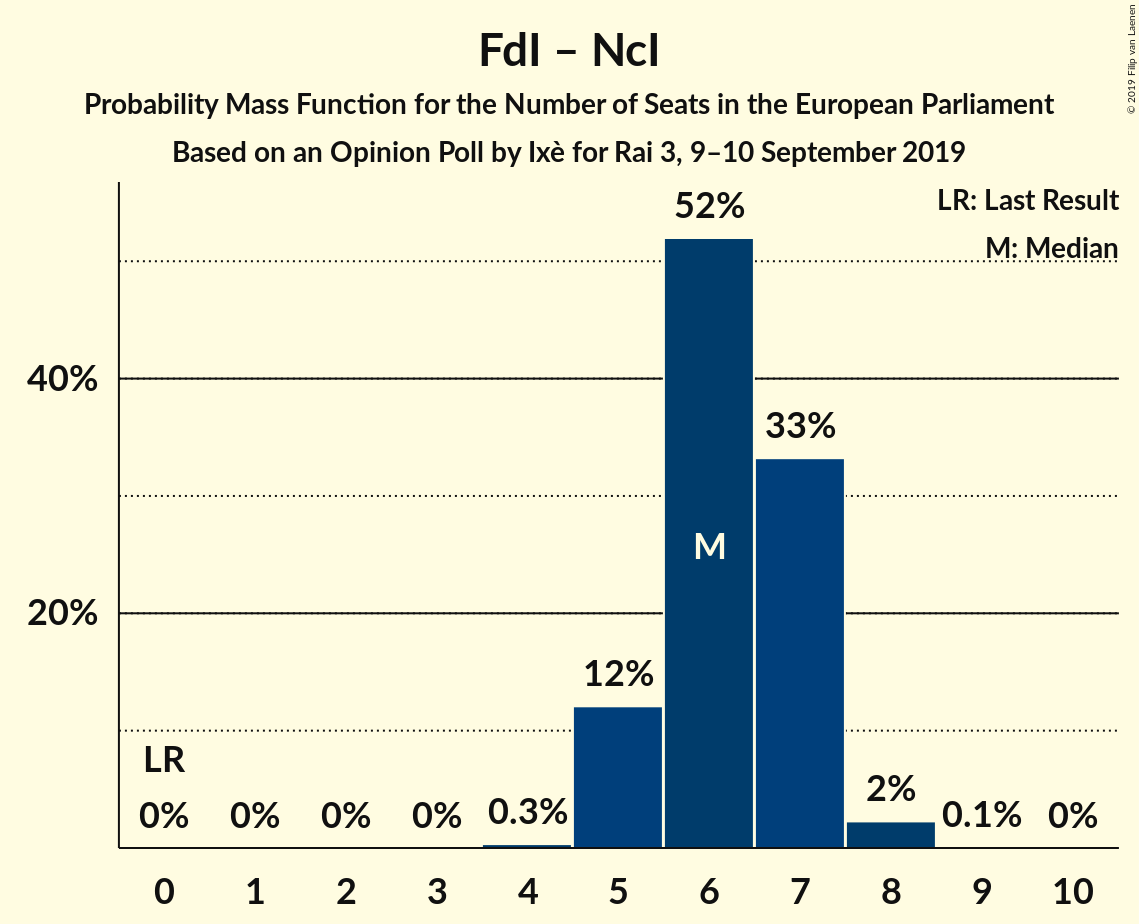 FdI – NcI
Probability Mass Function for the Number of Seats in the European Parliament
Based on an Opinion Poll by Ixè for Rai 3, 9–10 September 2019
© 2019 Filip van Laenen
LR: Last Result
M: Median
52%
40%
33%
M
20%
12%
LR
0%
0%
0%
0%
0.3%
2%
0.1%
0%
0 1 2 3 4 5 6 7 8 9 10